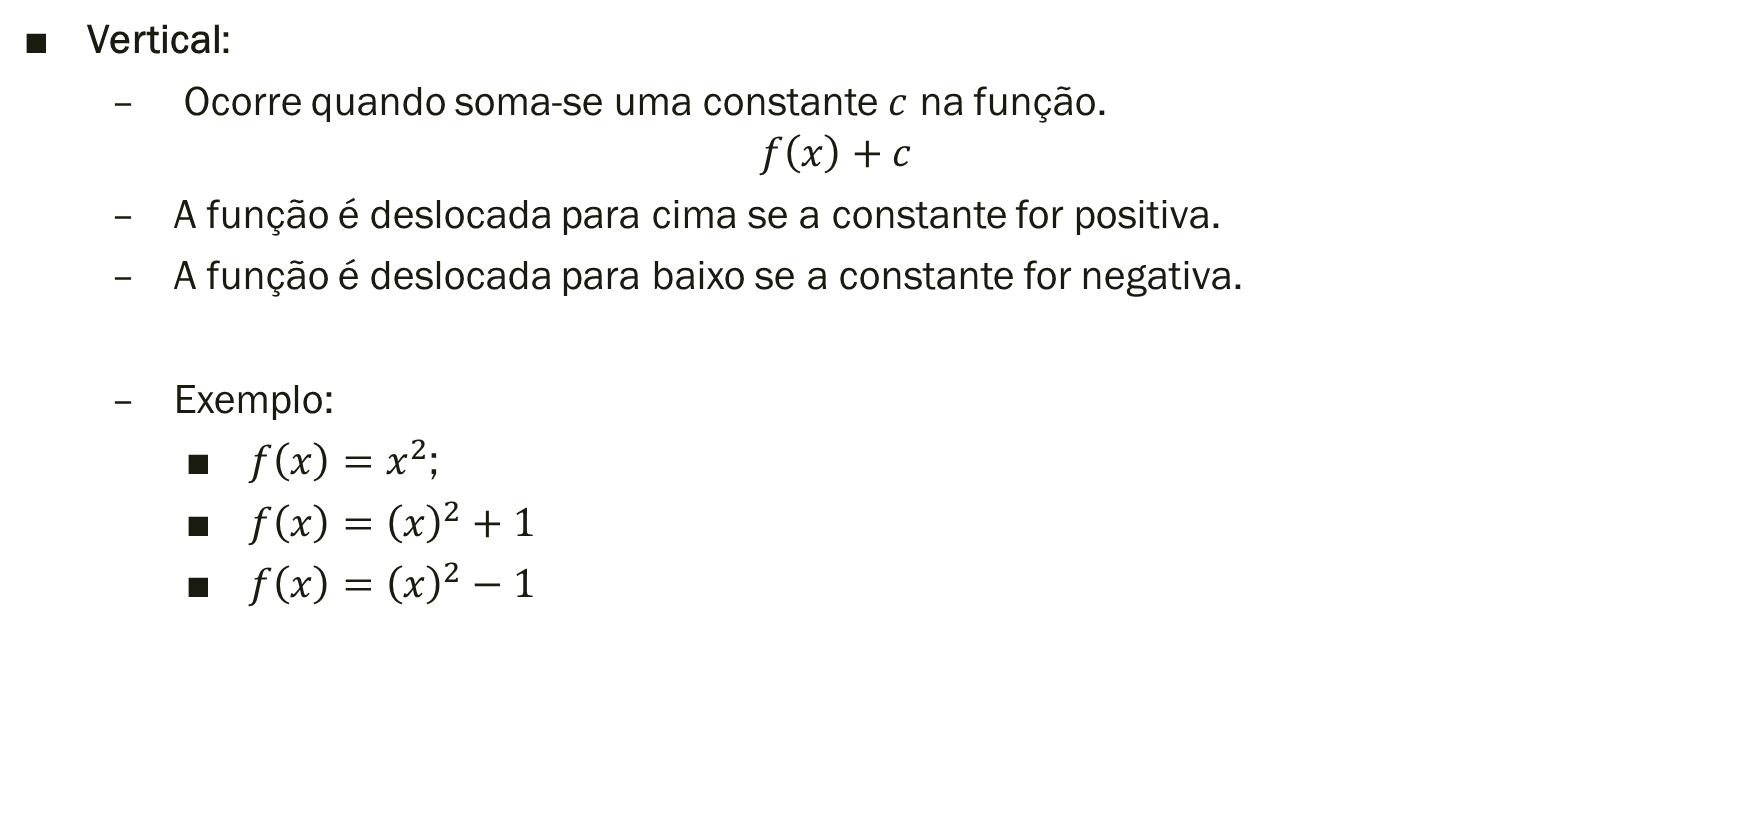 ▪ Vertical:
– Ocorre quando soma-se uma constante c na função.
f(x) + c
– A função é deslocada para cima se a constante for positiva.
– A função é deslocada para baixo se a constante for negativa.
– Exemplo:
▪ f(x) = x²;
▪ f(x) = (x)² + 1
▪ f(x) = (x)² − 1